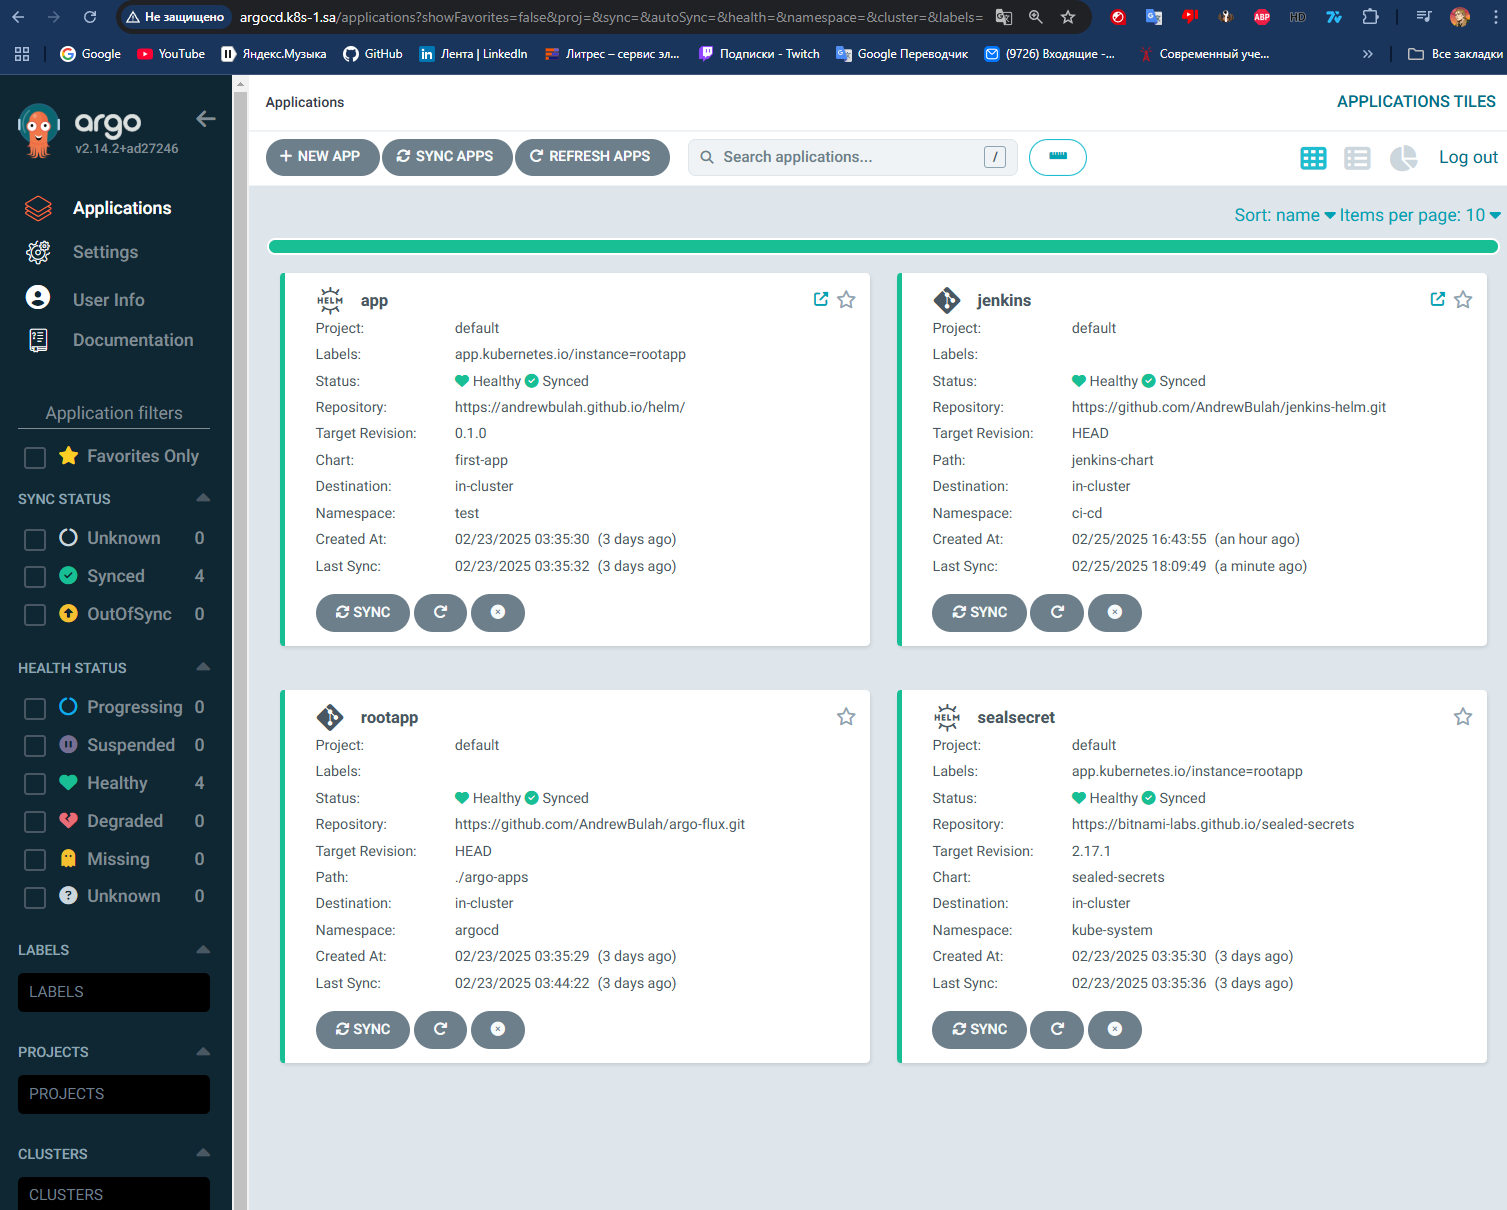 Не защищено argocd.k8s-1.sa/applications?showFavorites=false&proj=&sync=&autoSync=&health=&namespace=&cluster=&labels=
ABP HD
Google YouTube Яндекс.Музыка GitHub Лента | LinkedIn Литрес – сервис эл... Подписки - Twitch Google Переводчик (9726) Входящие -... Современный уче... » Все закладки
argo
v2.14.2+ad27246
Applications
Settings
User Info
Documentation
Application filters
Favorites Only
SYNC STATUS
Unknown 0
Synced 4
OutOfSync 0
HEALTH STATUS
Progressing 0
Suspended 0
Healthy 4
Degraded 0
Missing 0
Unknown 0
LABELS
LABELS
PROJECTS
PROJECTS
CLUSTERS
CLUSTERS
Applications
APPLICATIONS TILES
NEW APP SYNC APPS REFRESH APPS Search applications... / Log out
Sort: name Items per page: 10
HELM app
Project: default
Labels: app.kubernetes.io/instance=rootapp
Status: Healthy Synced
Repository: https://andrewbulah.github.io/helm/
Target Revision: 0.1.0
Chart: first-app
Destination: in-cluster
Namespace: test
Created At: 02/23/2025 03:35:30 (3 days ago)
Last Sync: 02/23/2025 03:35:32 (3 days ago)
SYNC
jenkins
Project: default
Labels:
Status: Healthy Synced
Repository: https://github.com/AndrewBulah/jenkins-helm.git
Target Revision: HEAD
Path: jenkins-chart
Destination: in-cluster
Namespace: ci-cd
Created At: 02/25/2025 16:43:55 (an hour ago)
Last Sync: 02/25/2025 18:09:49 (a minute ago)
SYNC
rootapp
Project: default
Labels:
Status: Healthy Synced
Repository: https://github.com/AndrewBulah/argo-flux.git
Target Revision: HEAD
Path: ./argo-apps
Destination: in-cluster
Namespace: argocd
Created At: 02/23/2025 03:35:29 (3 days ago)
Last Sync: 02/23/2025 03:44:22 (3 days ago)
SYNC
HELM sealsecret
Project: default
Labels: app.kubernetes.io/instance=rootapp
Status: Healthy Synced
Repository: https://bitnami-labs.github.io/sealed-secrets
Target Revision: 2.17.1
Chart: sealed-secrets
Destination: in-cluster
Namespace: kube-system
Created At: 02/23/2025 03:35:30 (3 days ago)
Last Sync: 02/23/2025 03:35:36 (3 days ago)
SYNC